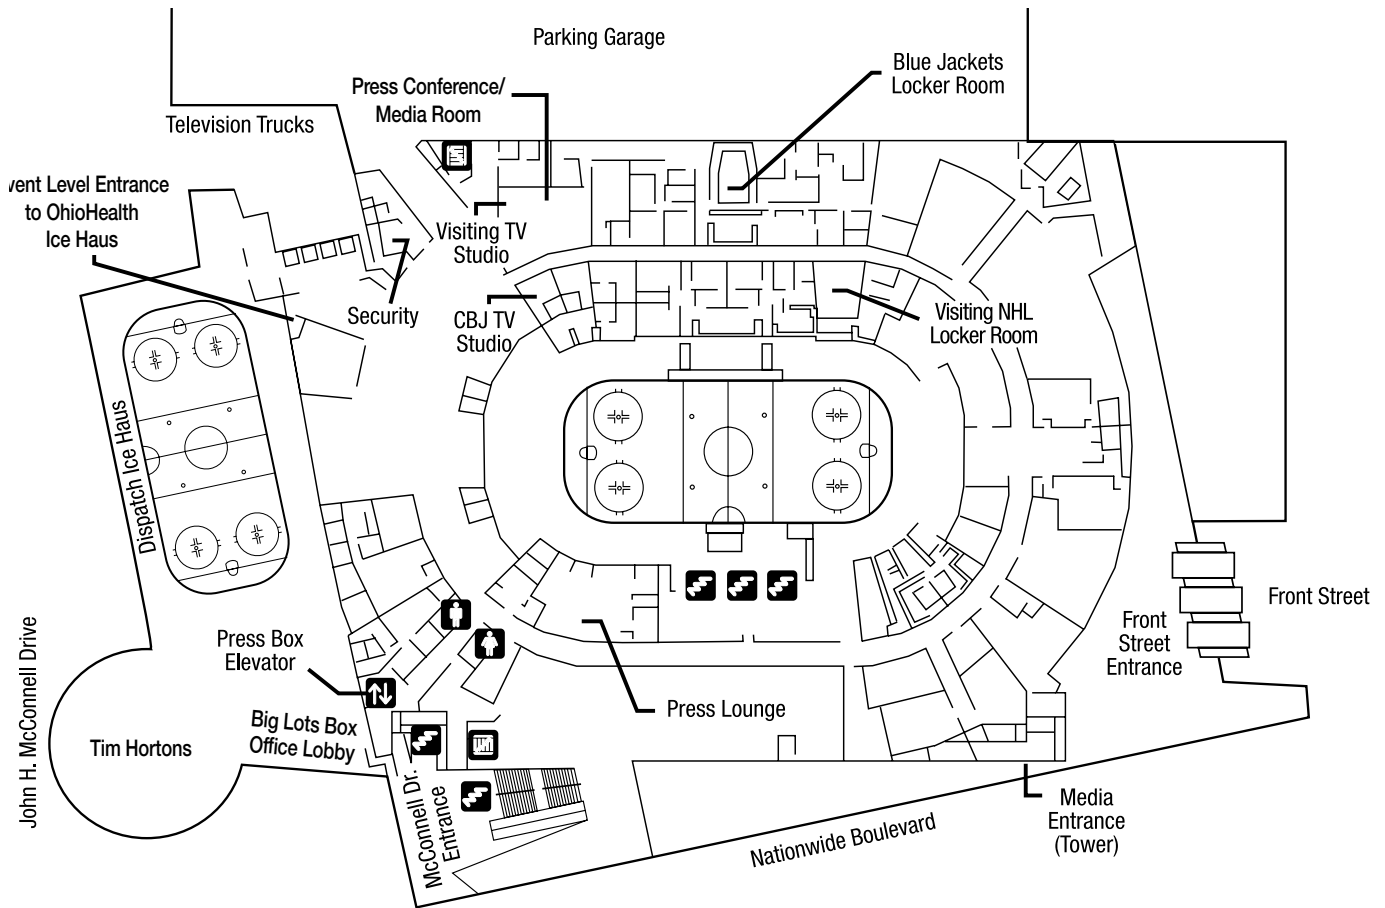 Parking Garage
Blue Jackets
Locker Room
Press Conference/
Media Room
Television Trucks
vent Level Entrance
to OhioHealth
Ice Haus
Visiting TV
Studio
Security
CBJ TV
Studio
Visiting NHL
Locker Room
Dispatch Ice Haus
Front Street
Front
Street
Entrance
Press Box
Elevator
Press Lounge
Big Lots Box
Office Lobby
Tim Hortons
John H. McConnell Drive
McConnell Dr.
Entrance
Media
Entrance
(Tower)
Nationwide Boulevard